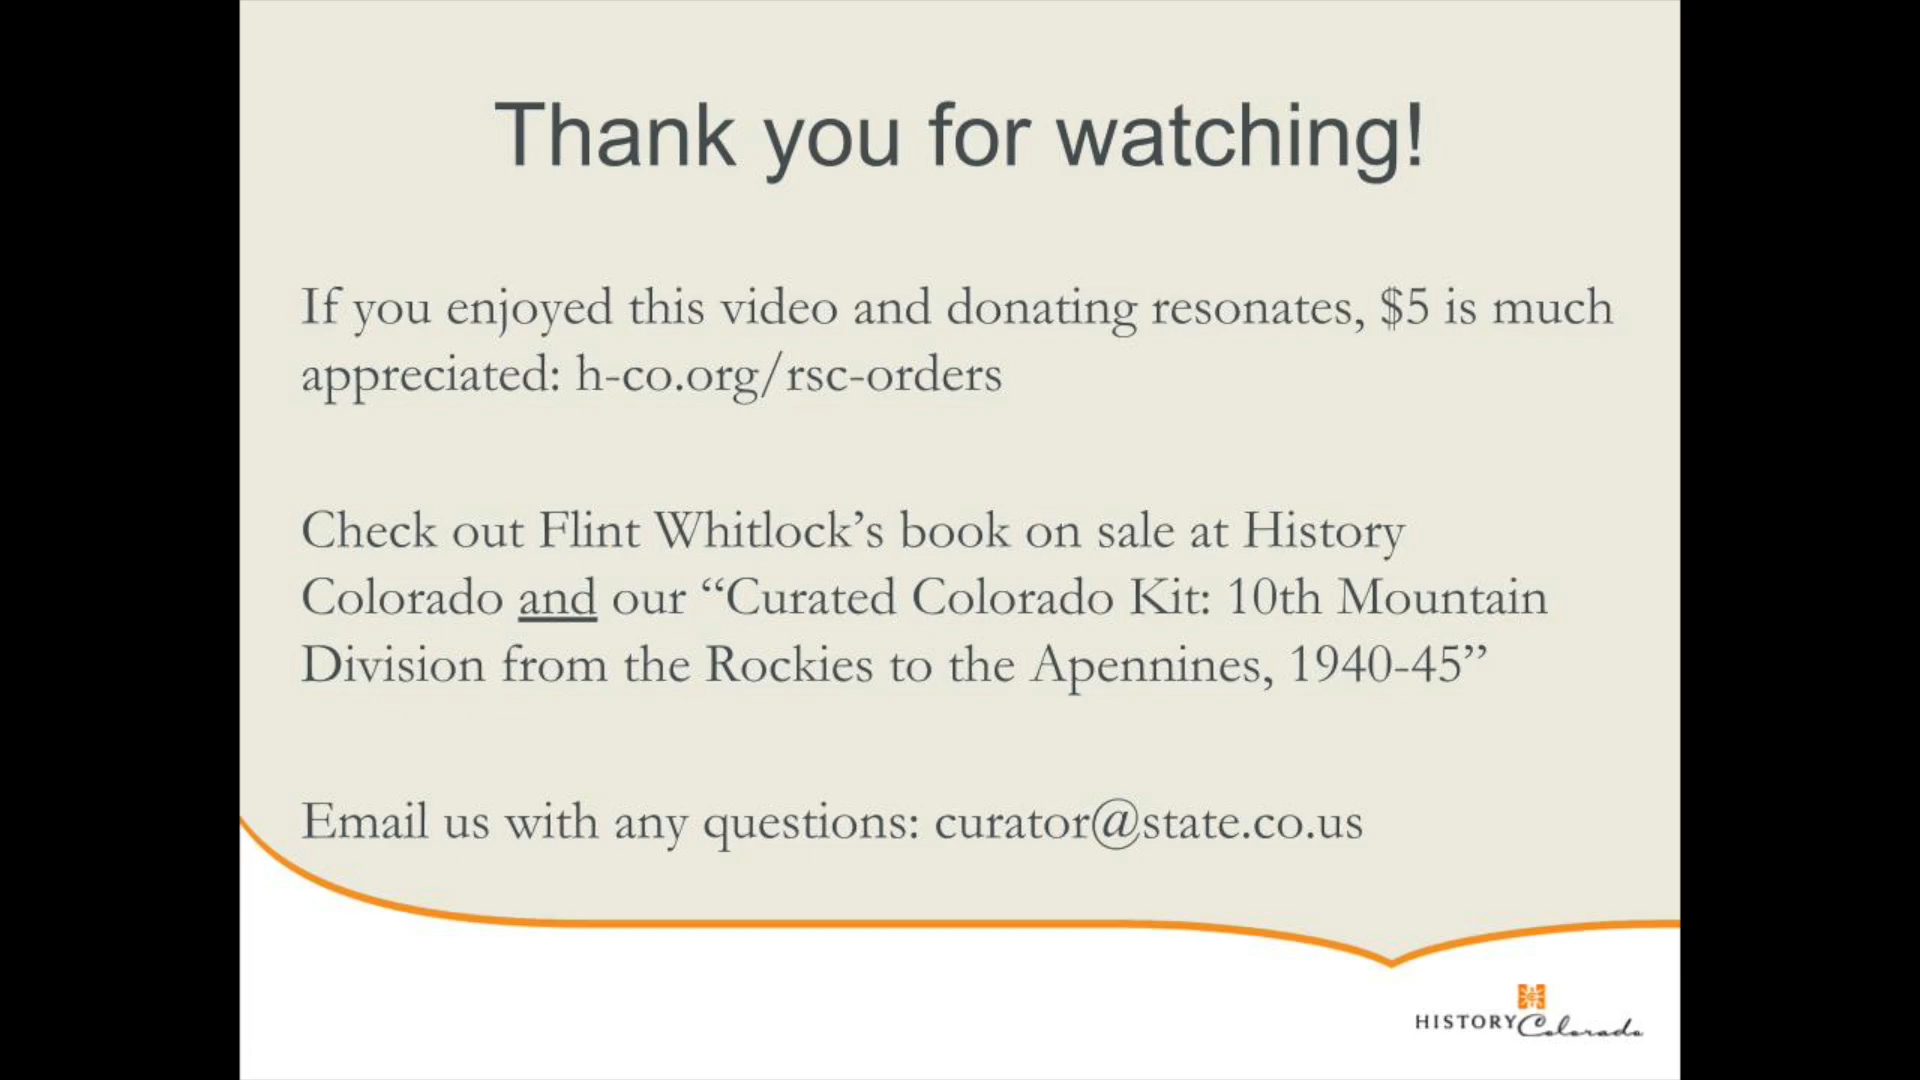 Thank you for watching!
If you enjoyed this video and donating resonates, $5 is much
appreciated: h-co.org/rsc-orders
Check out Flint Whitlock’s book on sale at History
Colorado and our “Curated Colorado Kit: 10th Mountain
Division from the Rockies to the Apennines, 1940-45”
Email us with any questions: curator@state.co.us
HISTORY Colorado